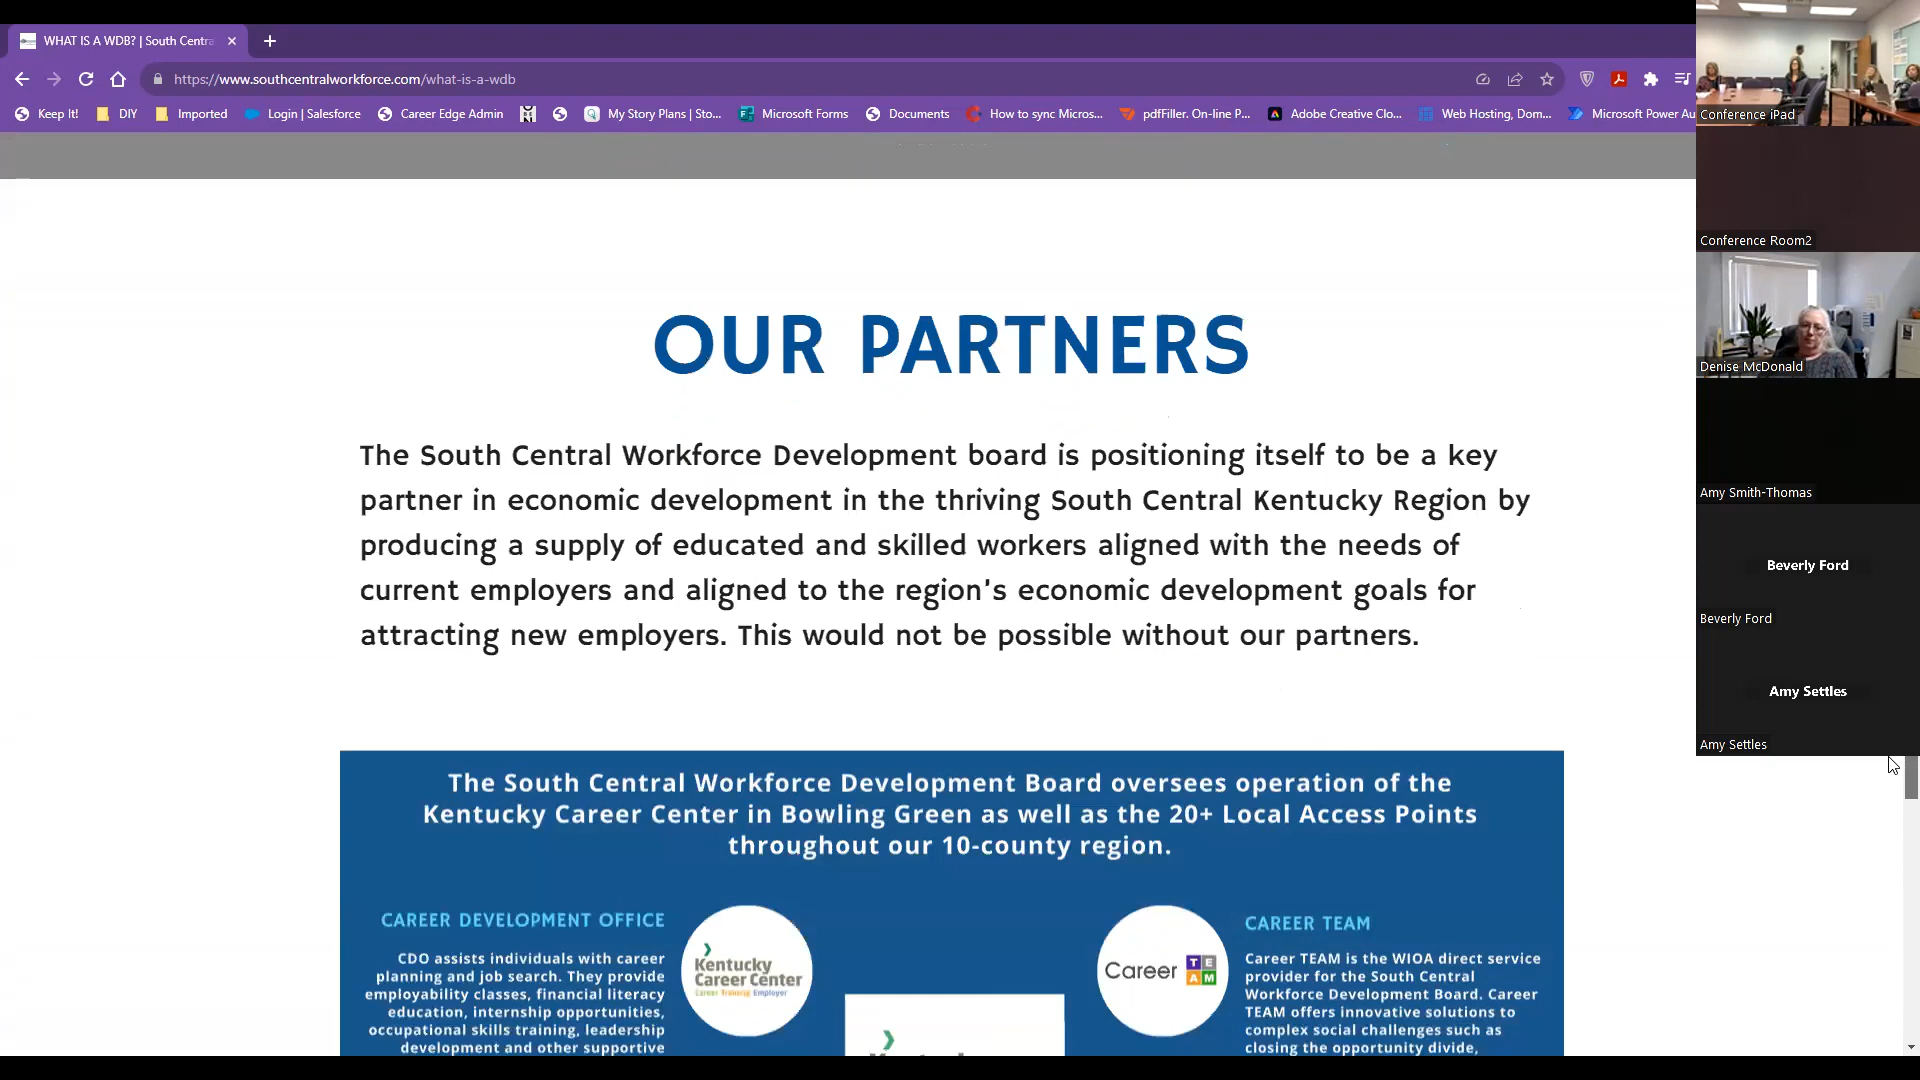 WHAT IS A WDB? | South Centra
https://www.southcentralworkforce.com/what-is-a-wdb
Keep It!
DIY
Imported
Login | Salesforce
Career Edge Admin
My Story Plans | Sto...
Microsoft Forms
Documents
How to sync Micros...
pdfFiller. On-line P...
Adobe Creative Clo...
Web Hosting, Dom...
Microsoft Power Au
OUR PARTNERS
The South Central Workforce Development board is positioning itself to be a key
partner in economic development in the thriving South Central Kentucky Region by
producing a supply of educated and skilled workers aligned with the needs of
current employers and aligned to the region's economic development goals for
attracting new employers. This would not be possible without our partners.
The South Central Workforce Development Board oversees operation of the
Kentucky Career Center in Bowling Green as well as the 20+ Local Access Points
throughout our 10-county region.
CAREER DEVELOPMENT OFFICE
CDO assists individuals with career
planning and job search. They provide
employability classes, financial literacy
education, internship opportunities,
occupational skills training, leadership
development and other supportive
Kentucky
Career Center
Career Training Employer
Career TEAM
CAREER TEAM
Career TEAM is the WIOA direct service
provider for the South Central
Workforce Development Board. Career
TEAM offers innovative solutions to
complex social challenges such as
closing the opportunity divide,
Conference iPad
Conference Room2
Denise McDonald
Amy Smith-Thomas
Beverly Ford
Beverly Ford
Amy Settles
Amy Settles